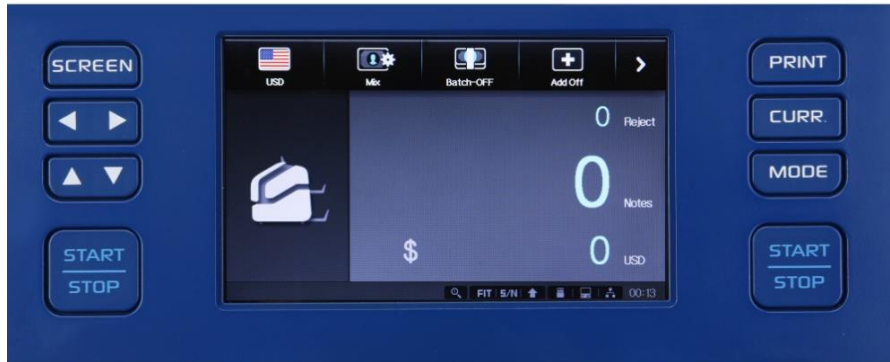 SCREEN
START
STOP
USD
Mix
Batch-OFF
Add Off
0 Reject
0 Notes
$ 0 USD
FIT S/N 00:13
PRINT
CURR.
MODE
START
STOP